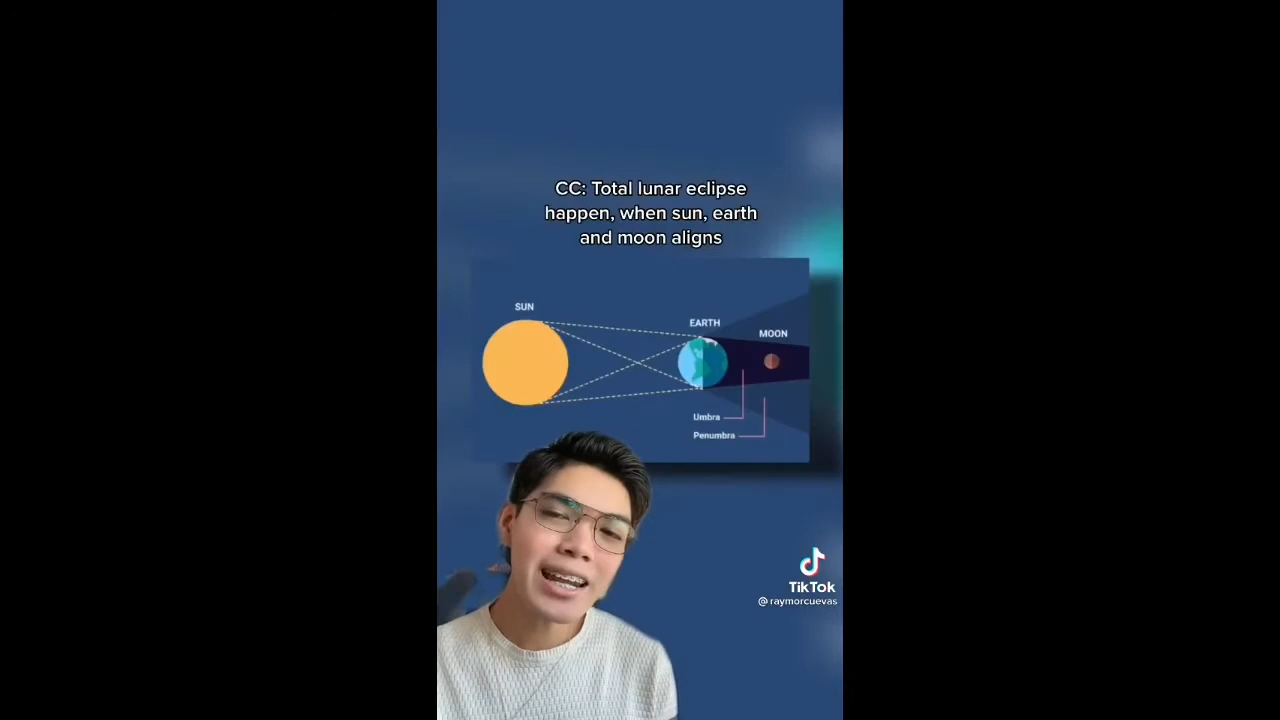 CC: Total lunar eclipse
happen, when sun, earth
and moon aligns
SUN
EARTH
MOON
Umbra
Penumbra
TikTok
@raymorcuevas